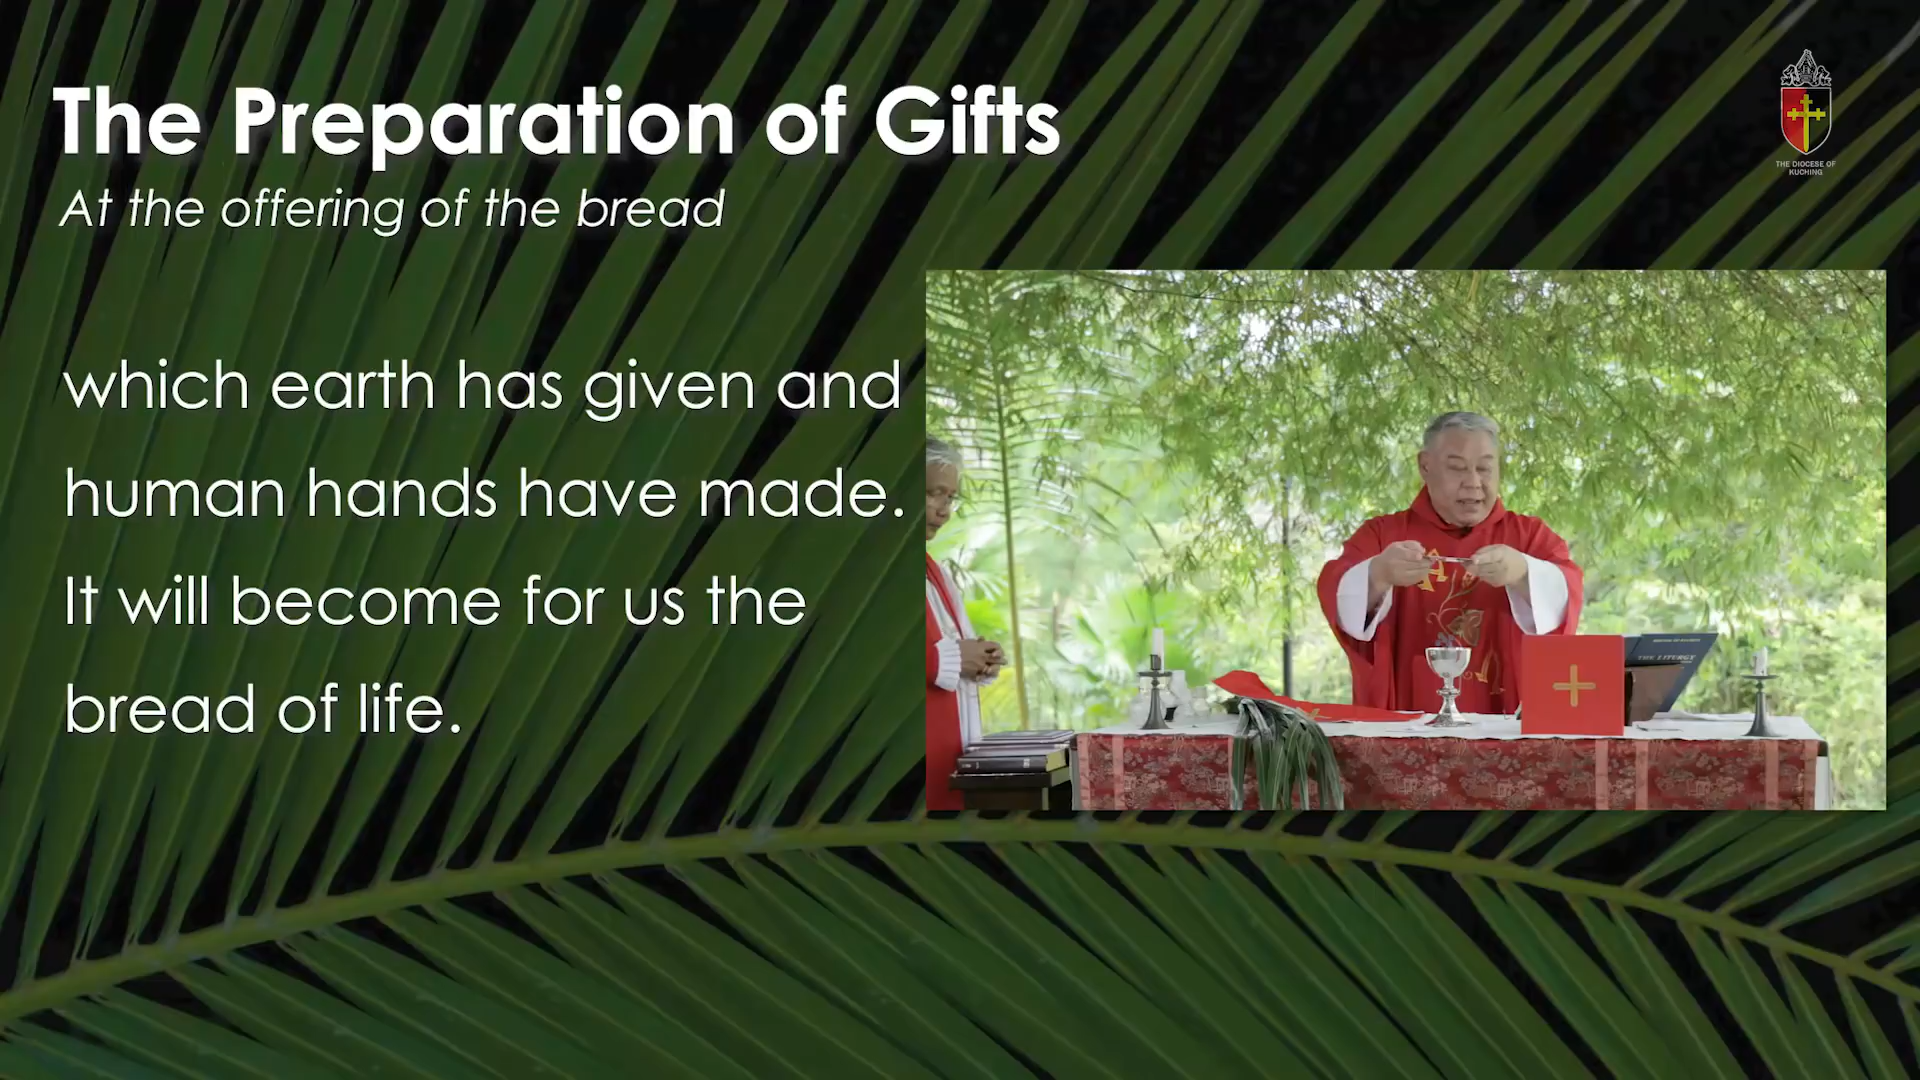 The Preparation of Gifts
At the offering of the bread
which earth has given and
human hands have made.
It will become for us the
bread of life.
THE DIOCESE OF
KUCHING
THE LITURGY